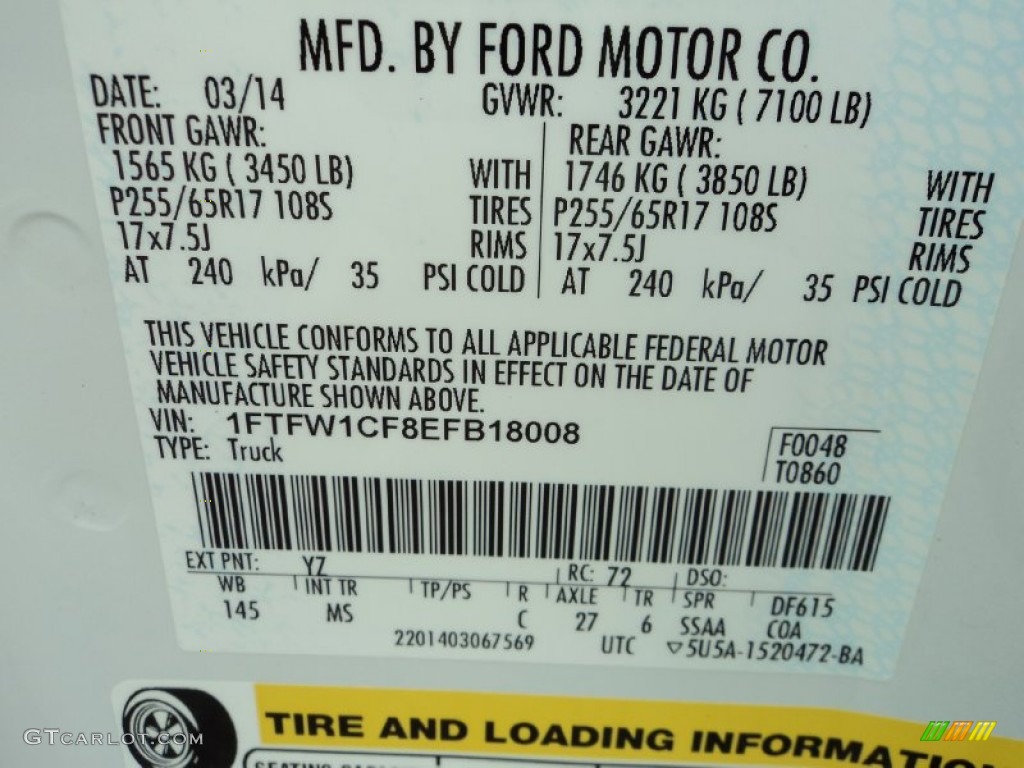 MFD. BY FORD MOTOR CO.
DATE: 03/14 GVWR: 3221 KG ( 7100 LB)
FRONT GAWR: REAR GAWR:
1565 KG ( 3450 LB) WITH 1746 KG ( 3850 LB) WITH
P255/65R17 108S TIRES P255/65R17 108S TIRES
17x7.5J RIMS 17x7.5J RIMS
AT 240 kPa/ 35 PSI COLD AT 240 kPa/ 35 PSI COLD
THIS VEHICLE CONFORMS TO ALL APPLICABLE FEDERAL MOTOR
VEHICLE SAFETY STANDARDS IN EFFECT ON THE DATE OF
MANUFACTURE SHOWN ABOVE.
VIN: 1FTFW1CF8EFB18008
TYPE: Truck
F0048
T0860
EXT PNT: YZ RC: 72 DSO:
WB INT TR TP/PS R AXLE TR SPR DF615
145 MS C 27 6 SSAA COA
2201403067569 UTC ▽5U5A-1520472-BA
TIRE AND LOADING INFORMATION
SEATING CAPACITY
GTCARLOT.COM